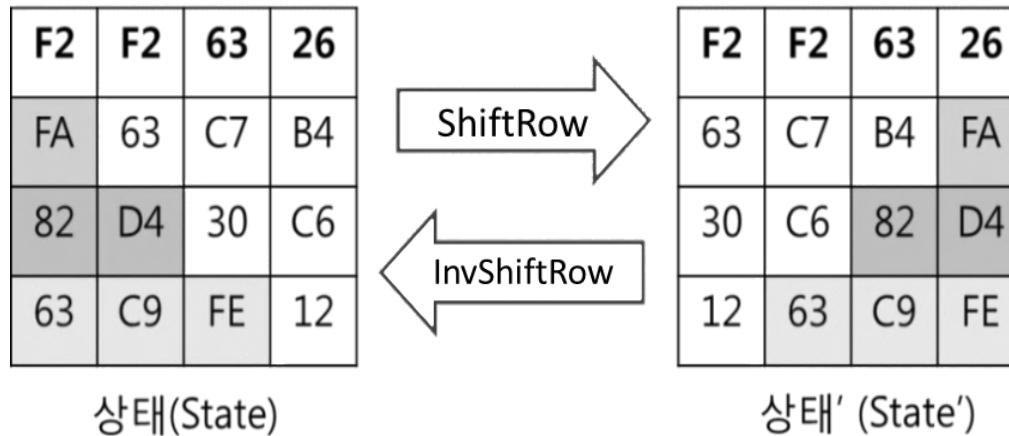 F2 F2 63 26
FA 63 C7 B4
82 D4 30 C6
63 C9 FE 12
상태(State)
ShiftRow
InvShiftRow
F2 F2 63 26
63 C7 B4 FA
30 C6 82 D4
12 63 C9 FE
상태' (State')